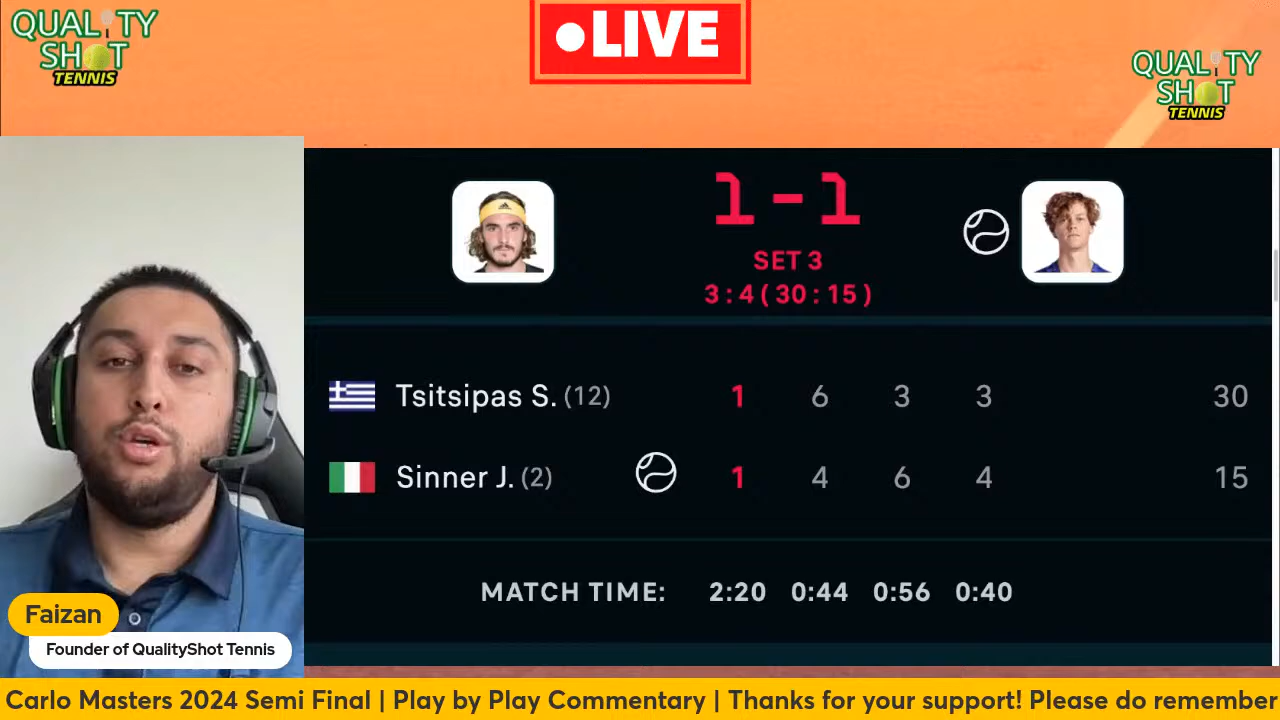 QUALITY
SHOT
TENNIS
LIVE
QUALITY
SHOT
TENNIS
1-1
SET 3
3:4(30:15)
Tsitsipas S. (12) 1 6 3 3 30
Sinner J. (2) 1 4 6 4 15
MATCH TIME: 2:20 0:44 0:56 0:40
Faizan
Founder of QualityShot Tennis
Carlo Masters 2024 Semi Final | Play by Play Commentary | Thanks for your support! Please do remember